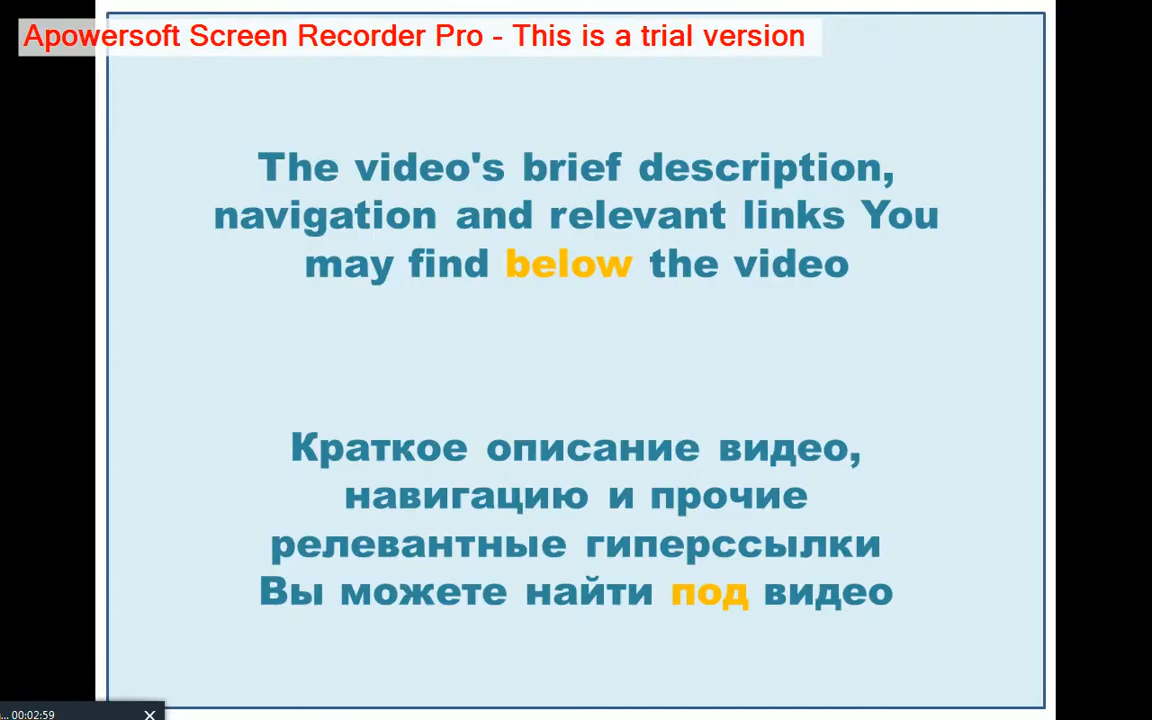 Apowersoft Screen Recorder Pro - This is a trial version
The video's brief description,
navigation and relevant links You
may find below the video
Краткое описание видео,
навигацию и прочие
релевантные гиперссылки
Вы можете найти под видео
... 00:02:59